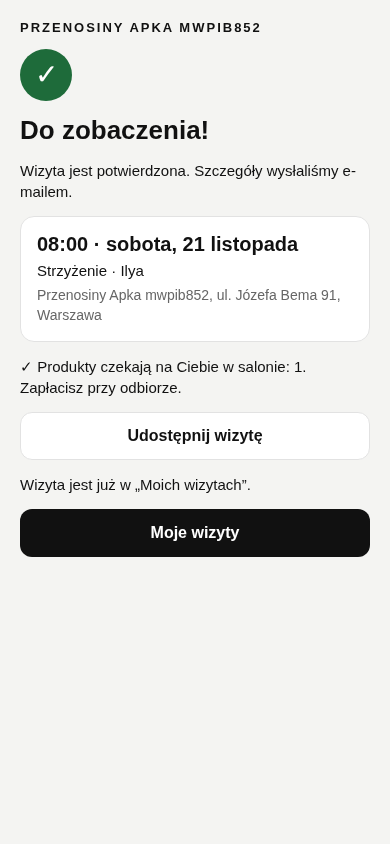 PRZENOSINY APKA MWPIB852
✓
Do zobaczenia!
Wizyta jest potwierdzona. Szczegóły wysłaliśmy e-
mailem.
08:00 · sobota, 21 listopada
Strzyżenie · Ilya
Przenosiny Apka mwpib852, ul. Józefa Bema 91,
Warszawa
✓ Produkty czekają na Ciebie w salonie: 1.
Zapłacisz przy odbiorze.
Udostępnij wizytę
Wizyta jest już w „Moich wizytach”.
Moje wizyty